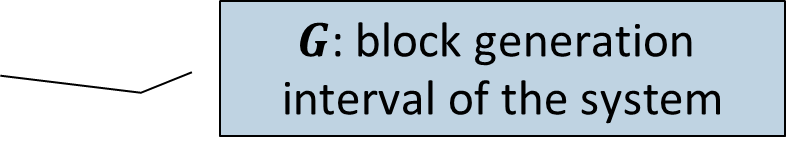 G: block generation
interval of the system